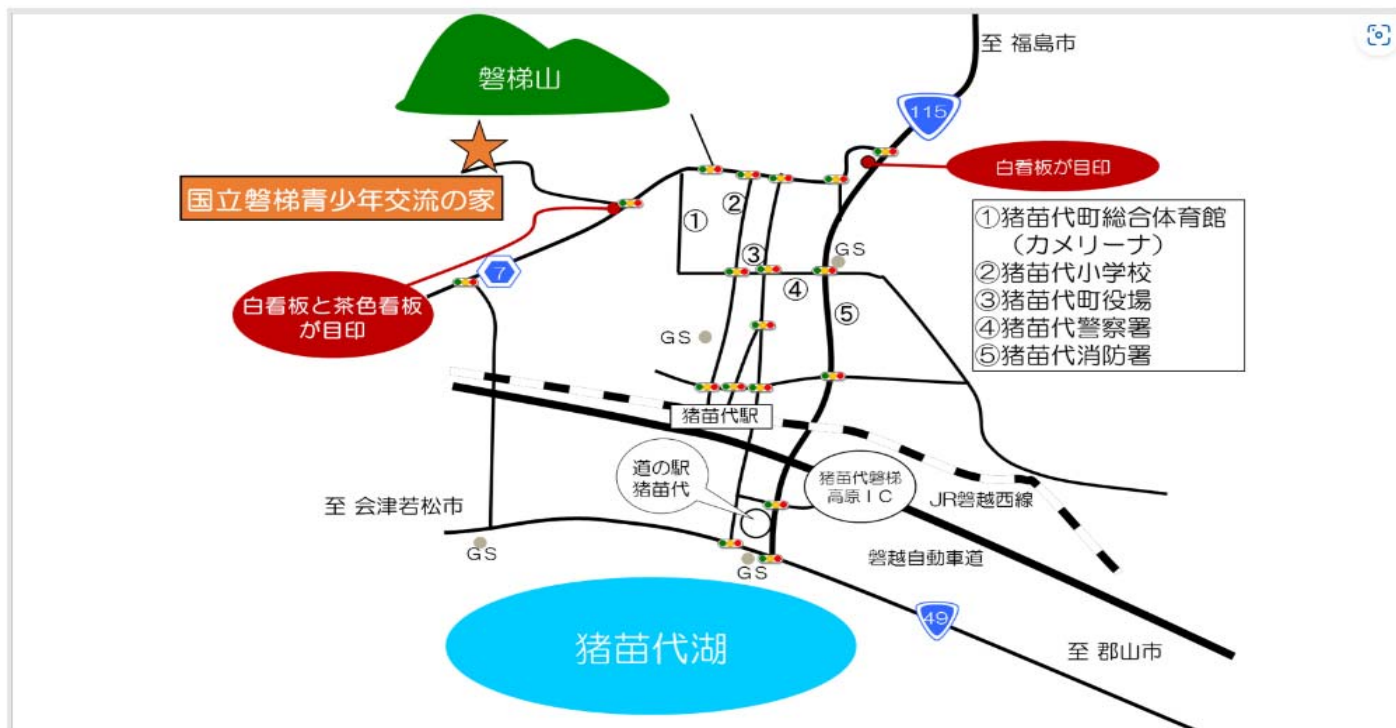 至 福島市
磐梯山
115
白看板が目印
国立磐梯青少年交流の家
①
②
③
④
⑤
GS
7
白看板と茶色看板
が目印
①猪苗代町総合体育館
（カメリーナ）
②猪苗代小学校
③猪苗代町役場
④猪苗代警察署
⑤猪苗代消防署
GS
猪苗代駅
道の駅
猪苗代
猪苗代磐梯
高原IC
JR磐越西線
至 会津若松市
GS
GS
磐越自動車道
49
猪苗代湖
至 郡山市